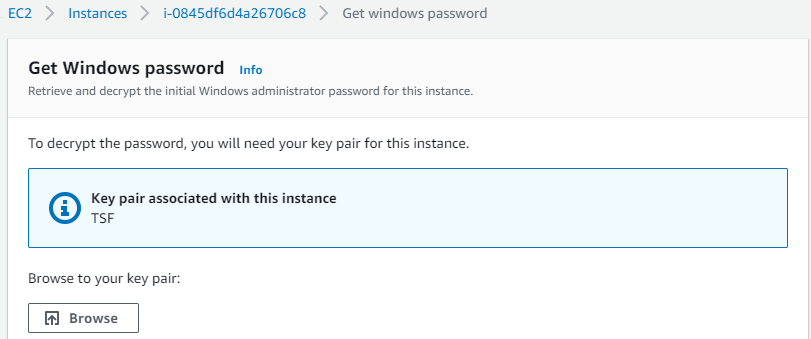 EC2 > Instances > i-0845df6d4a26706c8 > Get windows password
Get Windows password Info
Retrieve and decrypt the initial Windows administrator password for this instance.
To decrypt the password, you will need your key pair for this instance.
Key pair associated with this instance
TSF
Browse to your key pair:
Browse